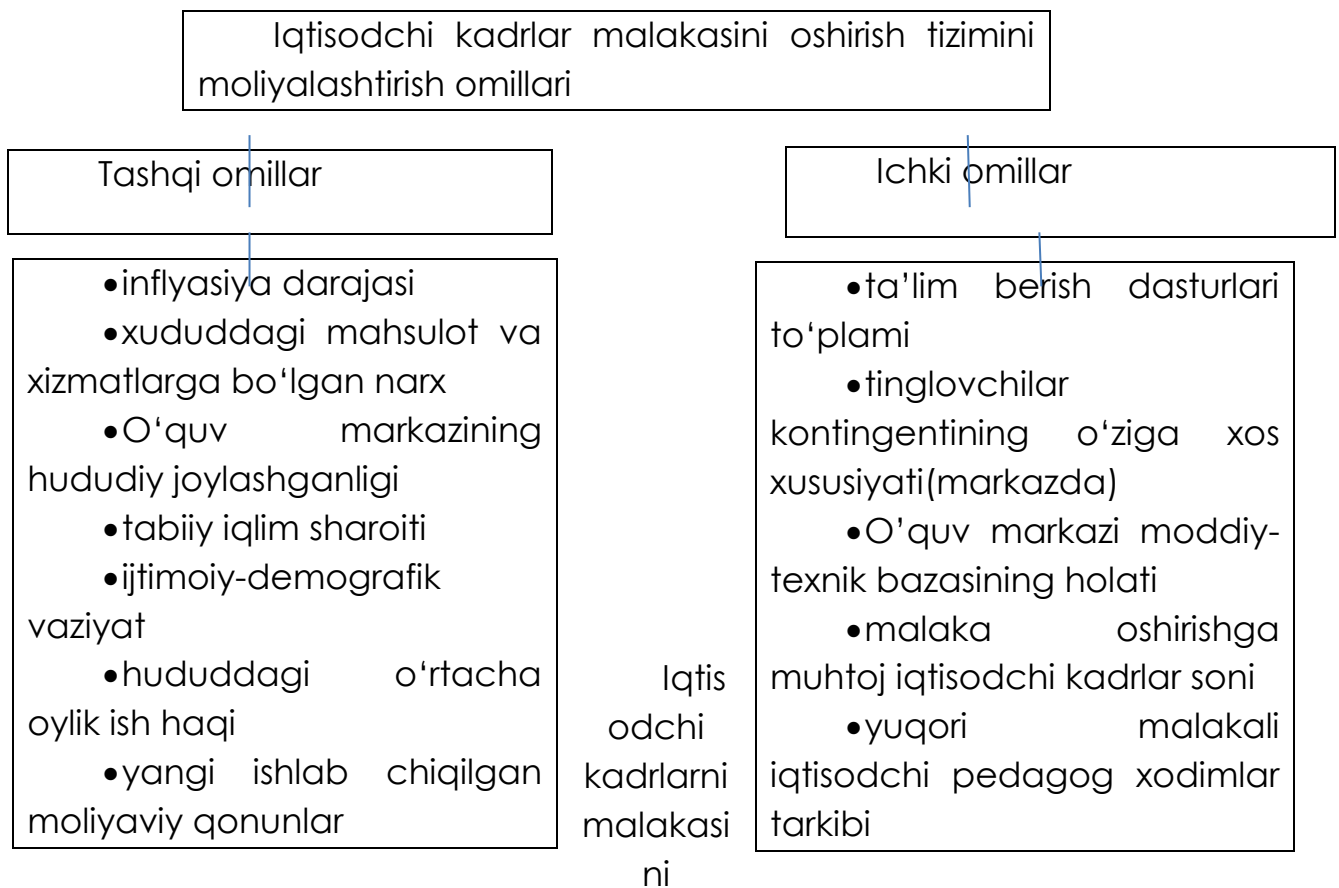 Iqtisodchi kadrlar malakasini oshirish tizimini
moliyalashtirish omillari
Tashqi omillar
Ichki omillar
•inflyasiya darajasi
•xududdagi mahsulot va
xizmatlarga bo‘lgan narx
•O‘quv markazining
hududiy joylashganligi
•tabiiy iqlim sharoiti
•ijtimoiy-demografik
vaziyat
•hududdagi o‘rtacha
oylik ish haqi
•yangi ishlab chiqilgan
moliyaviy qonunlar
Iqtis
odchi
kadrlarni
malakasi
ni
•ta’lim berish dasturlari
to‘plami
•tinglovchilar
kontingentining o‘ziga xos
xususiyati(markazda)
•O’quv markazi moddiy-
texnik bazasining holati
•malaka oshirishga
muhtoj iqtisodchi kadrlar soni
•yuqori malakali
iqtisodchi pedagog xodimlar
tarkibi